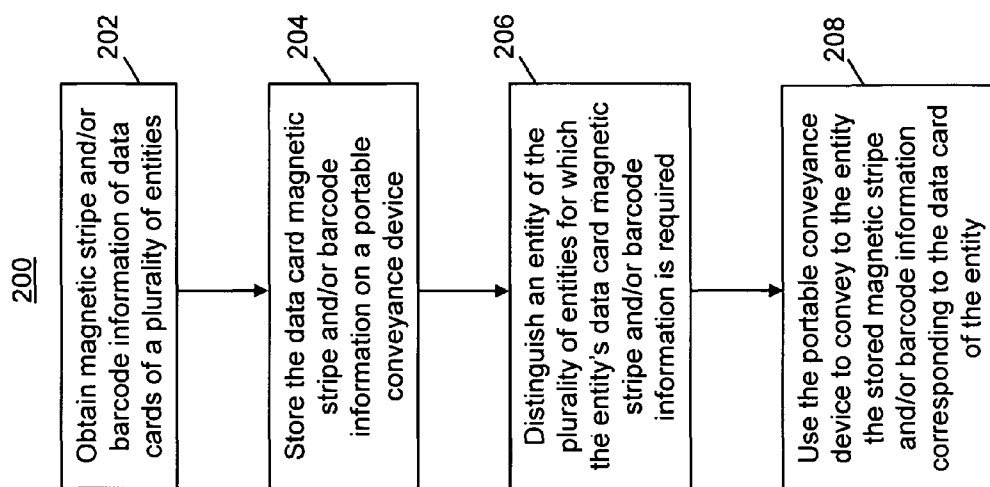 200
202
Obtain magnetic stripe and/or
barcode information of data
cards of a plurality of entities
204
Store the data card magnetic
stripe and/or barcode
information on a portable
conveyance device
206
Distinguish an entity of the
plurality of entities for which
the entity's data card magnetic
stripe and/or barcode
information is required
208
Use the portable conveyance
device to convey to the entity
the stored magnetic stripe
and/or barcode information
corresponding to the data card
of the entity